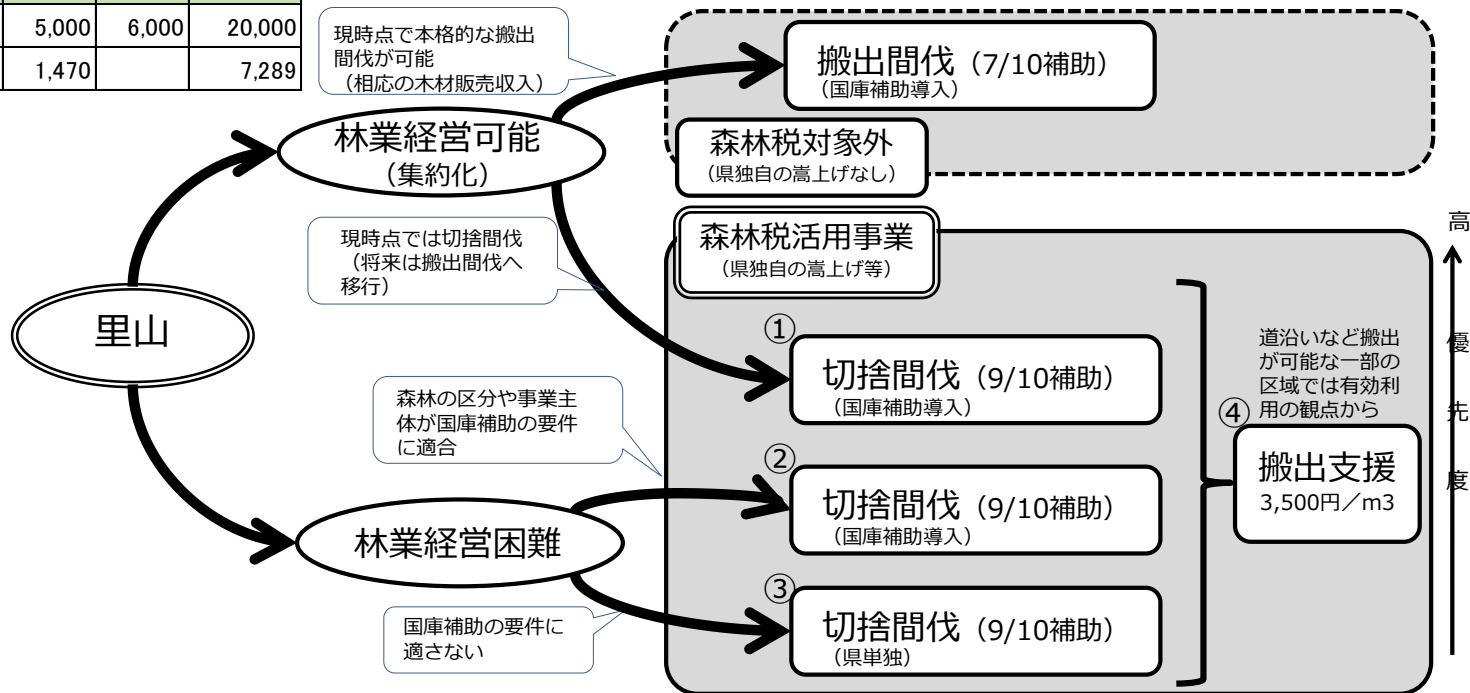 5,000 6,000 20,000
1,470 7,289
現時点で本格的な搬出
間伐が可能
（相応の木材販売収入）
搬出間伐（7/10補助）
（国庫補助導入）
林業経営可能
（集約化）
森林税対象外
（県独自の嵩上げなし）
現時点では切捨間伐
（将来は搬出間伐へ
移行）
森林税活用事業
（県独自の嵩上げ等）
高
優
先
度
里山
①
切捨間伐（9/10補助）
（国庫補助導入）
道沿いなど搬出
が可能な一部の
区域では有効利
用の観点から
森林の区分や事業主
体が国庫補助の要件
に適合
②
切捨間伐（9/10補助）
（国庫補助導入）
④
搬出支援
3,500円／m3
林業経営困難
③
切捨間伐（9/10補助）
（県単独）
国庫補助の要件に
適さない